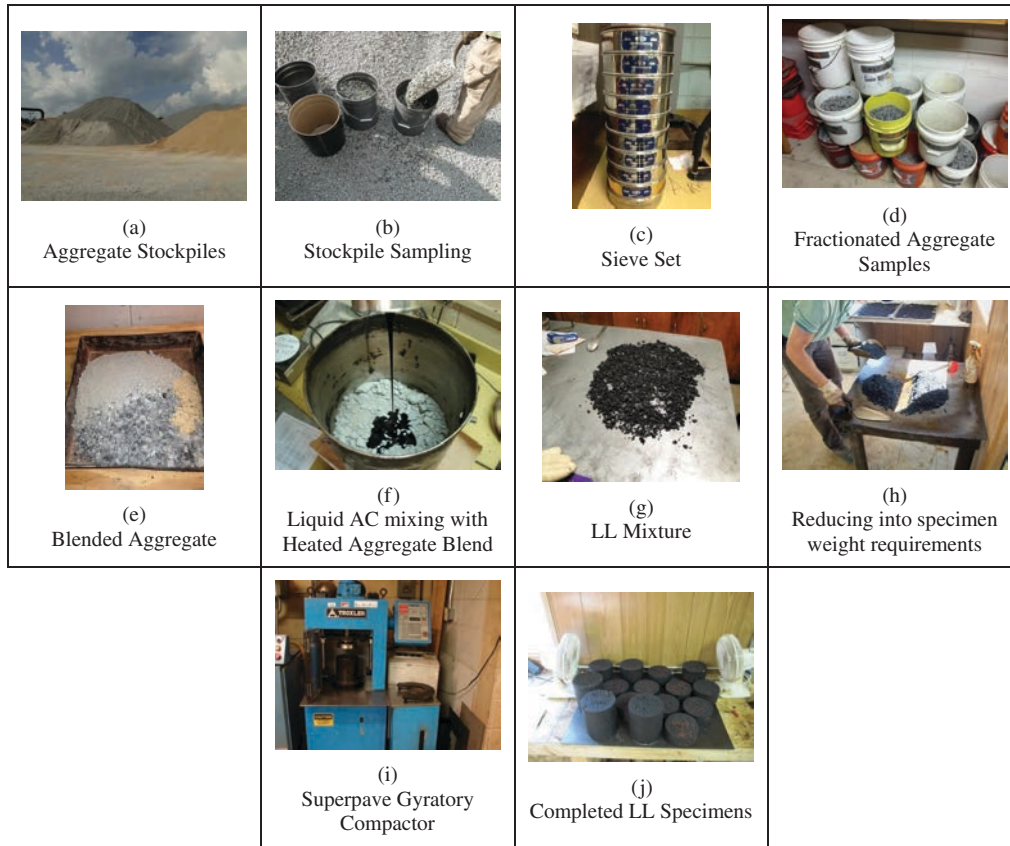 (a)
Aggregate Stockpiles
(b)
Stockpile Sampling
(c)
Sieve Set
(d)
Fractionated Aggregate
Samples
(e)
Blended Aggregate
(f)
Liquid AC mixing with
Heated Aggregate Blend
(g)
LL Mixture
(h)
Reducing into specimen
weight requirements
TROXLER
CAUTION
(i)
Superpave Gyratory
Compactor
(j)
Completed LL Specimens